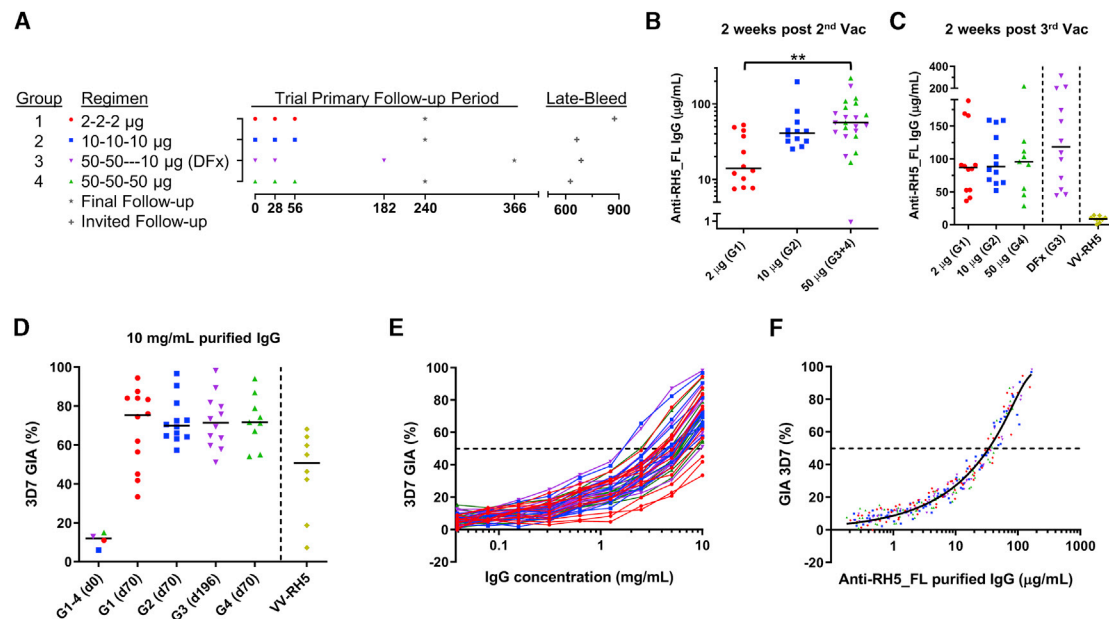 A
Group Regimen Trial Primary Follow-up Period Late-Bleed
1 2-2-2 µg
2 10-10-10 µg
3 50-50---10 µg (DFx)
4 50-50-50 µg
* Final Follow-up
+ Invited Follow-up
0 28 56 182 240 366 600 900
B
2 weeks post 2nd Vac
**
Anti-RH5_FL IgG (µg/mL)
100
10
1
2 µg (G1)
10 µg (G2)
50 µg (G3+4)
C
2 weeks post 3rd Vac
Anti-RH5_FL IgG (µg/mL)
400
200
150
100
50
0
2 µg (G1)
10 µg (G2)
50 µg (G4)
DFx (G3)
VV-RH5
D
10 mg/mL purified IgG
3D7 GIA (%)
100
80
60
40
20
0
G1-4 (d0)
G1 (d70)
G2 (d70)
G3 (d196)
G4 (d70)
VV-RH5
E
3D7 GIA (%)
100
80
60
40
20
0
0.1 1 10
IgG concentration (mg/mL)
F
GIA 3D7 (%)
100
80
60
40
20
0
1 10 100 1000
Anti-RH5_FL purified IgG (µg/mL)